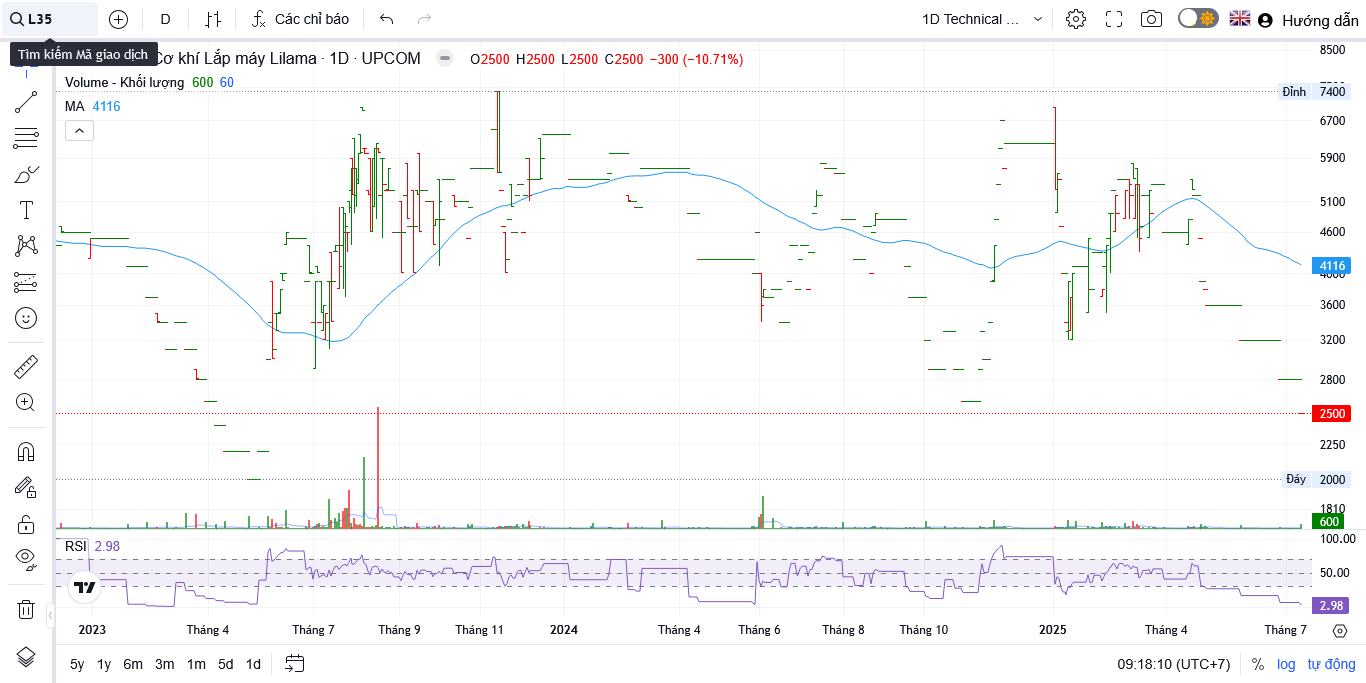 L35
D
Các chỉ báo
1D Technical ...
Hướng dẫn
Tìm kiếm Mã giao dịch
Cơ khí Lắp máy Lilama · 1D · UPCOM
O2500 H2500 L2500 C2500 −300 (−10.71%)
Volume - Khối lượng 600 60
MA 4116
8500
Đỉnh 7400
6700
5900
5100
4600
4116
4000
3600
3200
2800
2500
2250
Đáy 2000
1810
600
RSI 2.98
100.00
50.00
2.98
2023 Tháng 4 Tháng 7 Tháng 9 Tháng 11 2024 Tháng 4 Tháng 6 Tháng 8 Tháng 10 2025 Tháng 4 Tháng 7
5y 1y 6m 3m 1m 5d 1d
09:18:10 (UTC+7) % log tự động